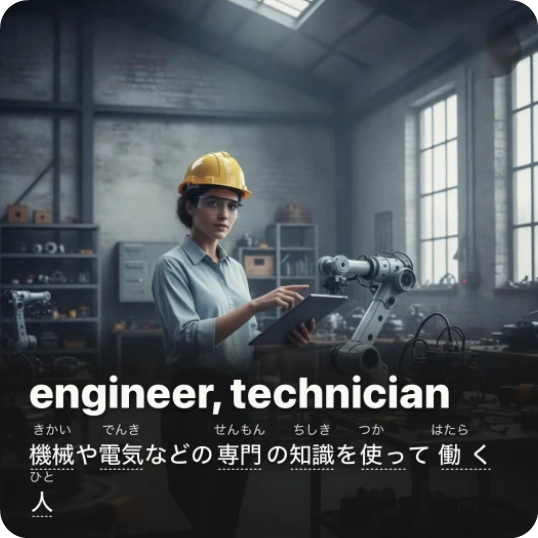 engineer, technician
きかい でんき せんもん ちしき つか はたら
機械や電気などの専門の知識を使って働く
ひと
人